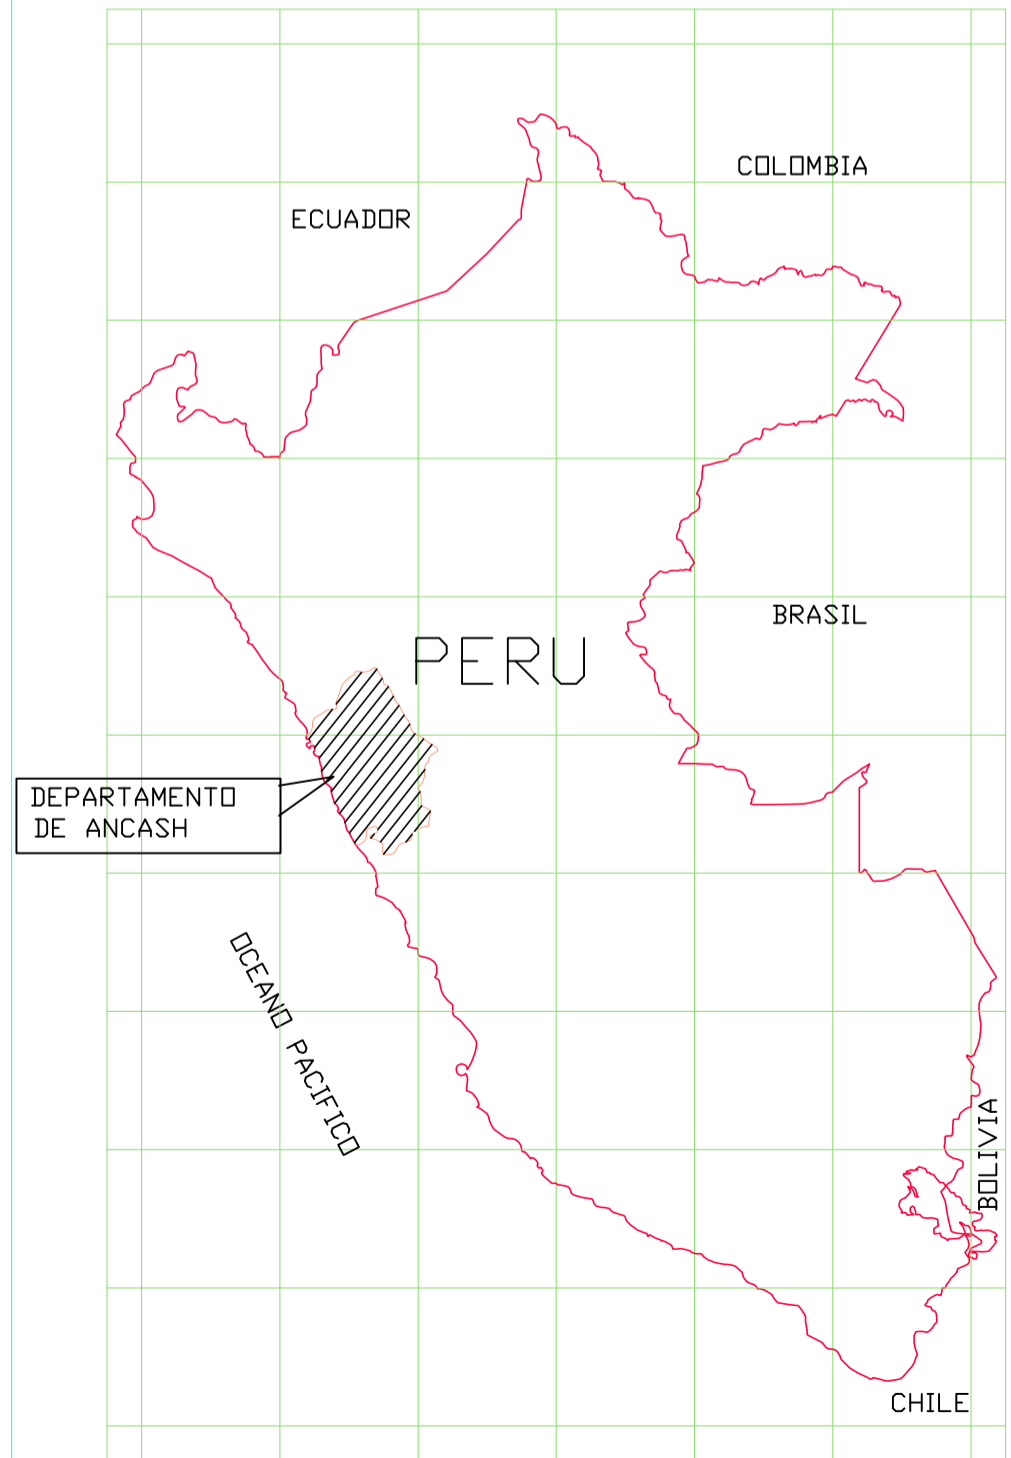 COLOMBIA
ECUADOR
BRASIL
PERU
DEPARTAMENTO
DE ANCASH
OCEANO PACIFICO
BOLIVIA
CHILE